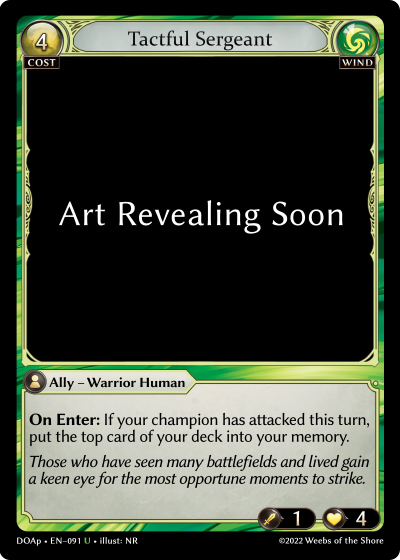 4
Tactful Sergeant
COST
WIND
Art Revealing Soon
Ally – Warrior Human
On Enter: If your champion has attacked this turn,
put the top card of your deck into your memory.
Those who have seen many battlefields and lived gain
a keen eye for the most opportune moments to strike.
1
4
DOAp • EN–091 U • illust: NR
©2022 Weebs of the Shore